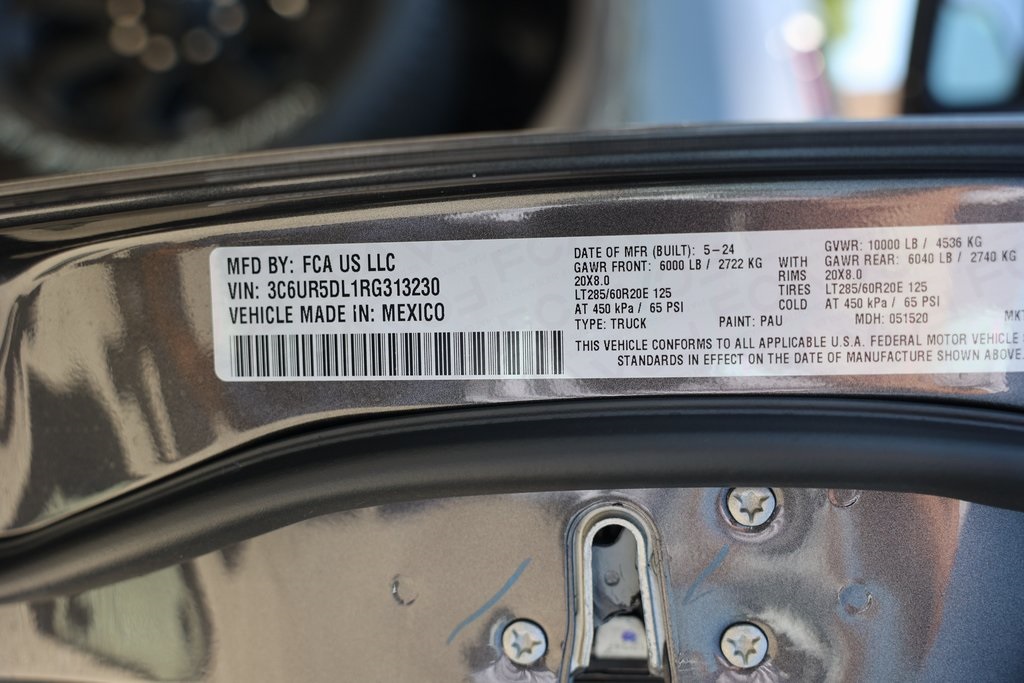 MFD BY: FCA US LLC
VIN: 3C6UR5DL1RG313230
VEHICLE MADE IN: MEXICO
DATE OF MFR (BUILT): 5-24 GVWR: 10000 LB / 4536 KG
GAWR FRONT: 6000 LB / 2722 KG WITH GAWR REAR: 6040 LB / 2740 KG
20X8.0 RIMS 20X8.0
LT285/60R20E 125 TIRES LT285/60R20E 125
AT 450 kPa / 65 PSI COLD AT 450 kPa / 65 PSI
TYPE: TRUCK PAINT: PAU MDH: 051520 MKT
THIS VEHICLE CONFORMS TO ALL APPLICABLE U.S.A. FEDERAL MOTOR VEHICLE
STANDARDS IN EFFECT ON THE DATE OF MANUFACTURE SHOWN ABOVE.